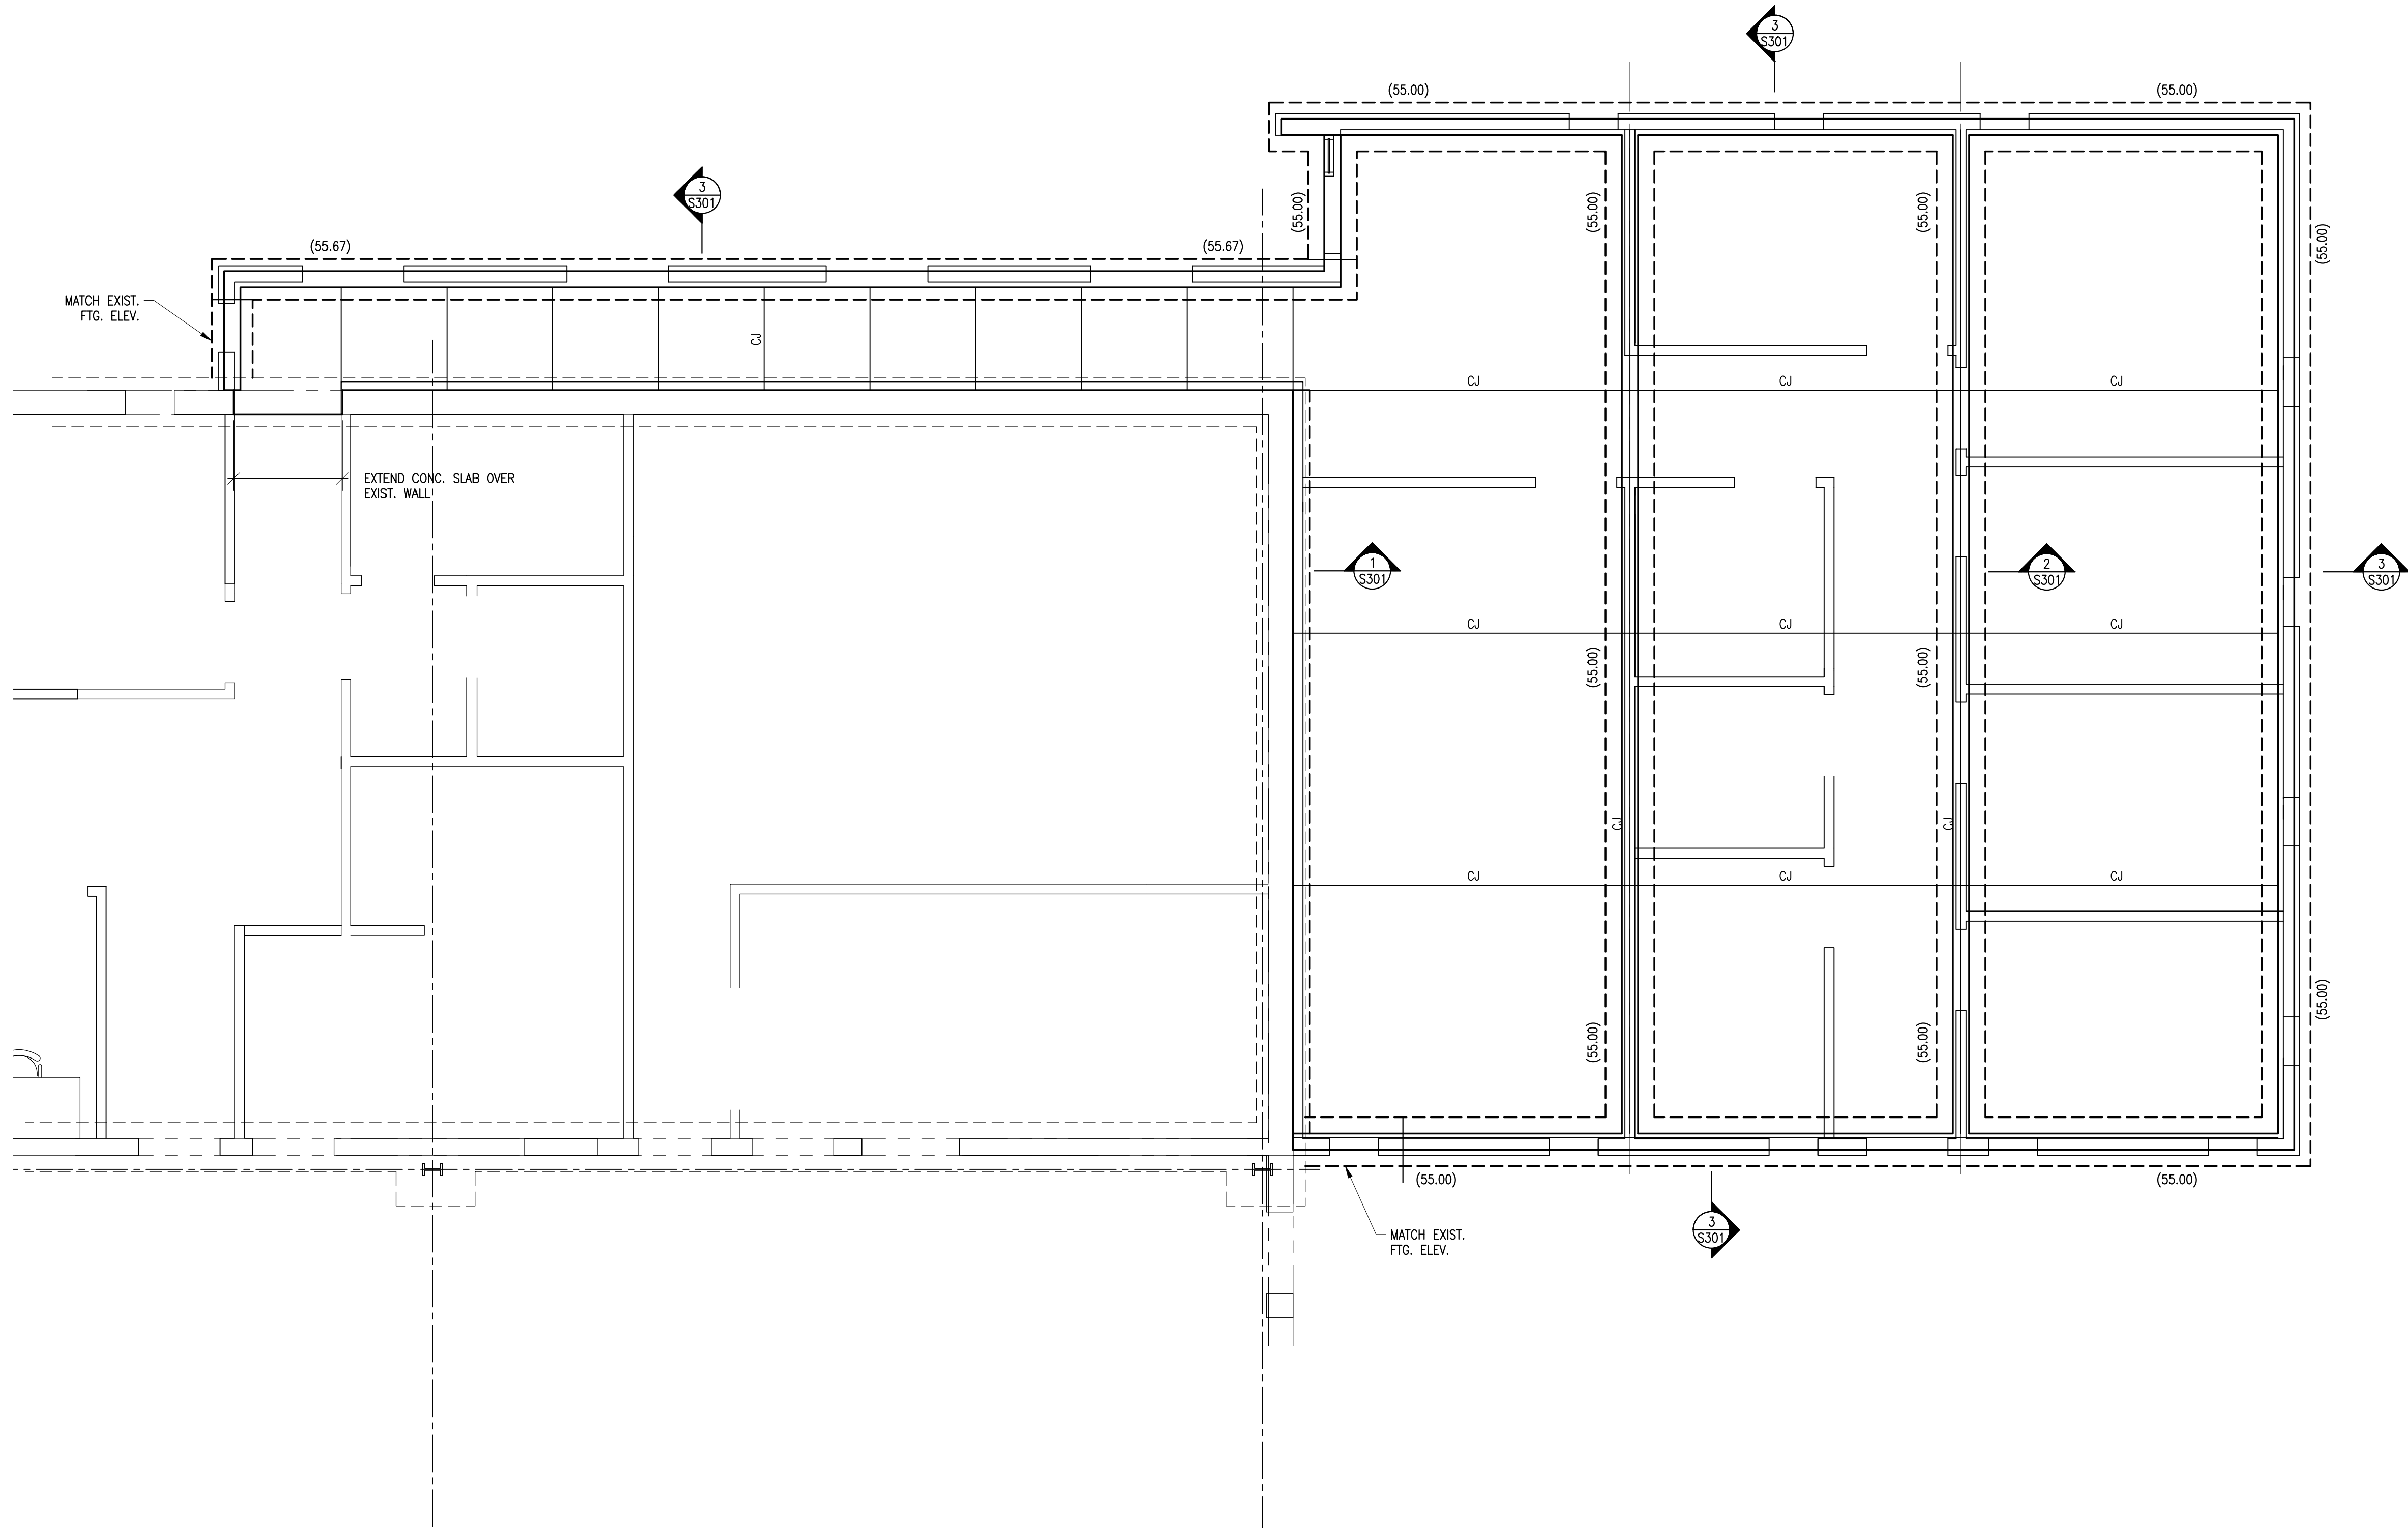 3
S301
(55.00)
(55.00)
3
S301
(55.00)
(55.00)
(55.00)
(55.00)
(55.67)
(55.67)
MATCH EXIST.
FTG. ELEV.
CJ
CJ
CJ
CJ
EXTEND CONC. SLAB OVER
EXIST. WALL
1
S301
2
S301
3
S301
CJ
CJ
CJ
(55.00)
(55.00)
CJ
CJ
CJ
CJ
CJ
(55.00)
(55.00)
(55.00)
(55.00)
(55.00)
3
S301
MATCH EXIST.
FTG. ELEV.